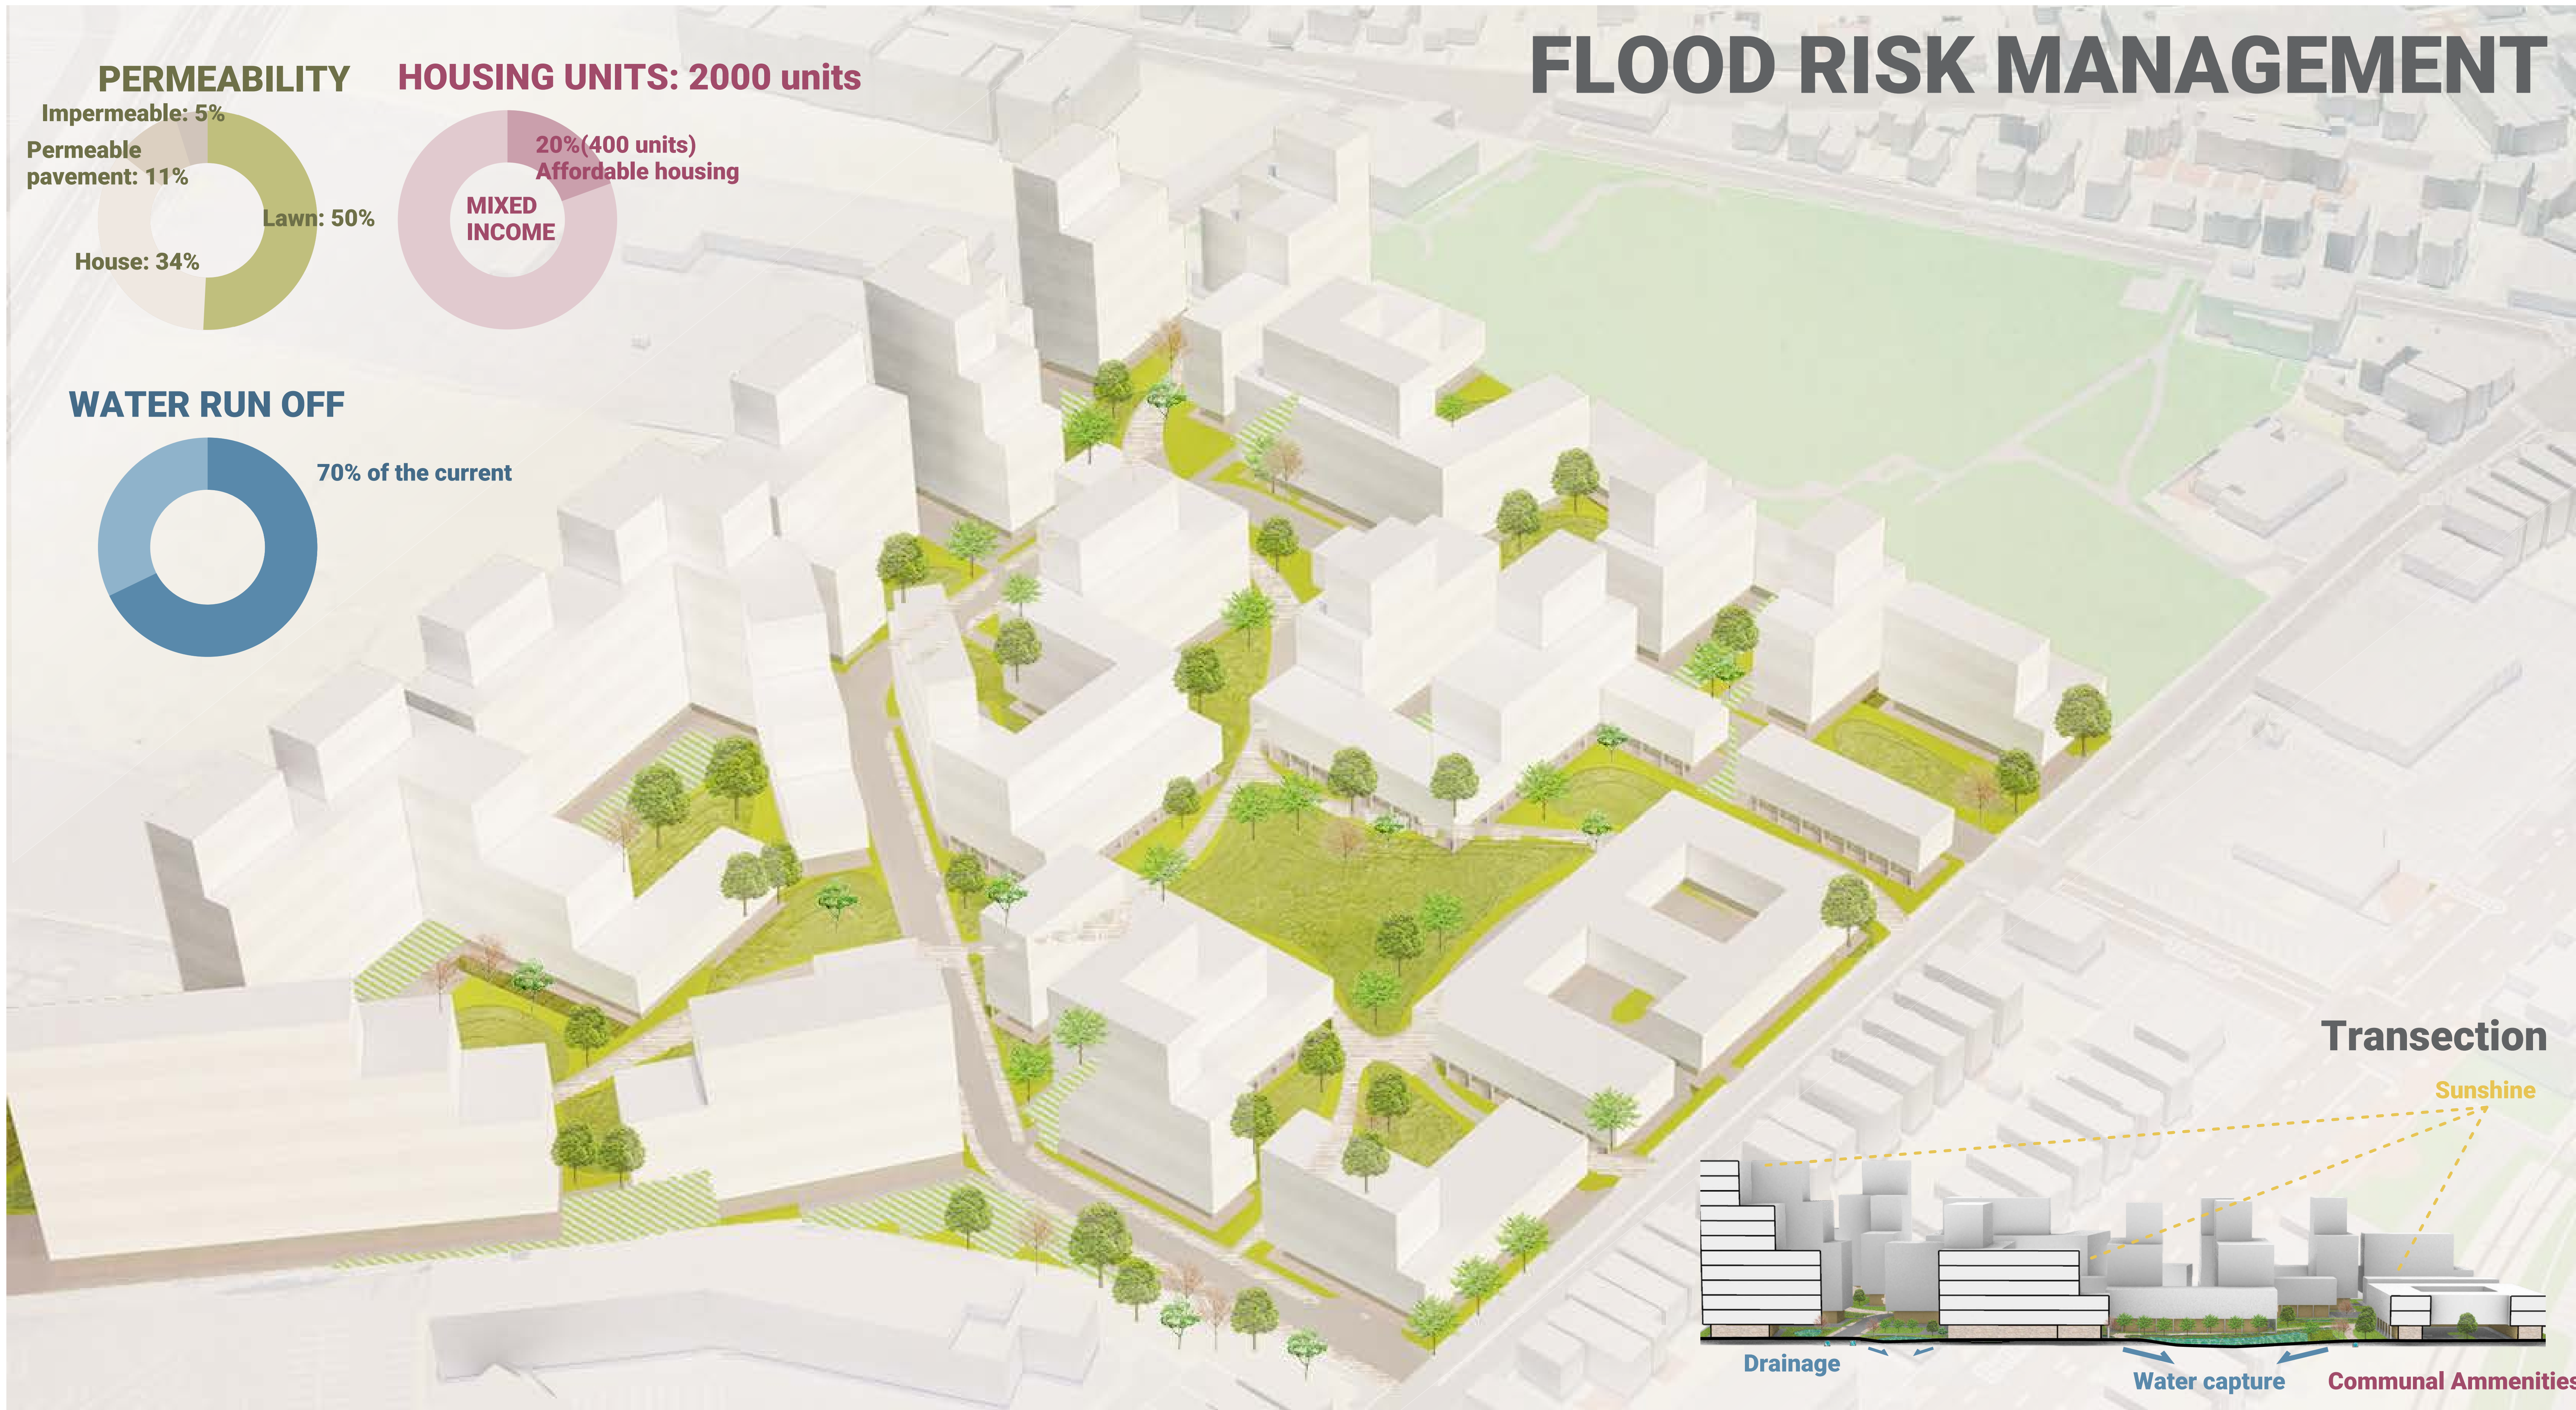 FLOOD RISK MANAGEMENT
PERMEABILITY
Impermeable: 5%
Permeable
pavement: 11%
Lawn: 50%
House: 34%
HOUSING UNITS: 2000 units
20%(400 units)
Affordable housing
MIXED
INCOME
WATER RUN OFF
70% of the current
Transection
Sunshine
Drainage
Water capture
Communal Ammenities